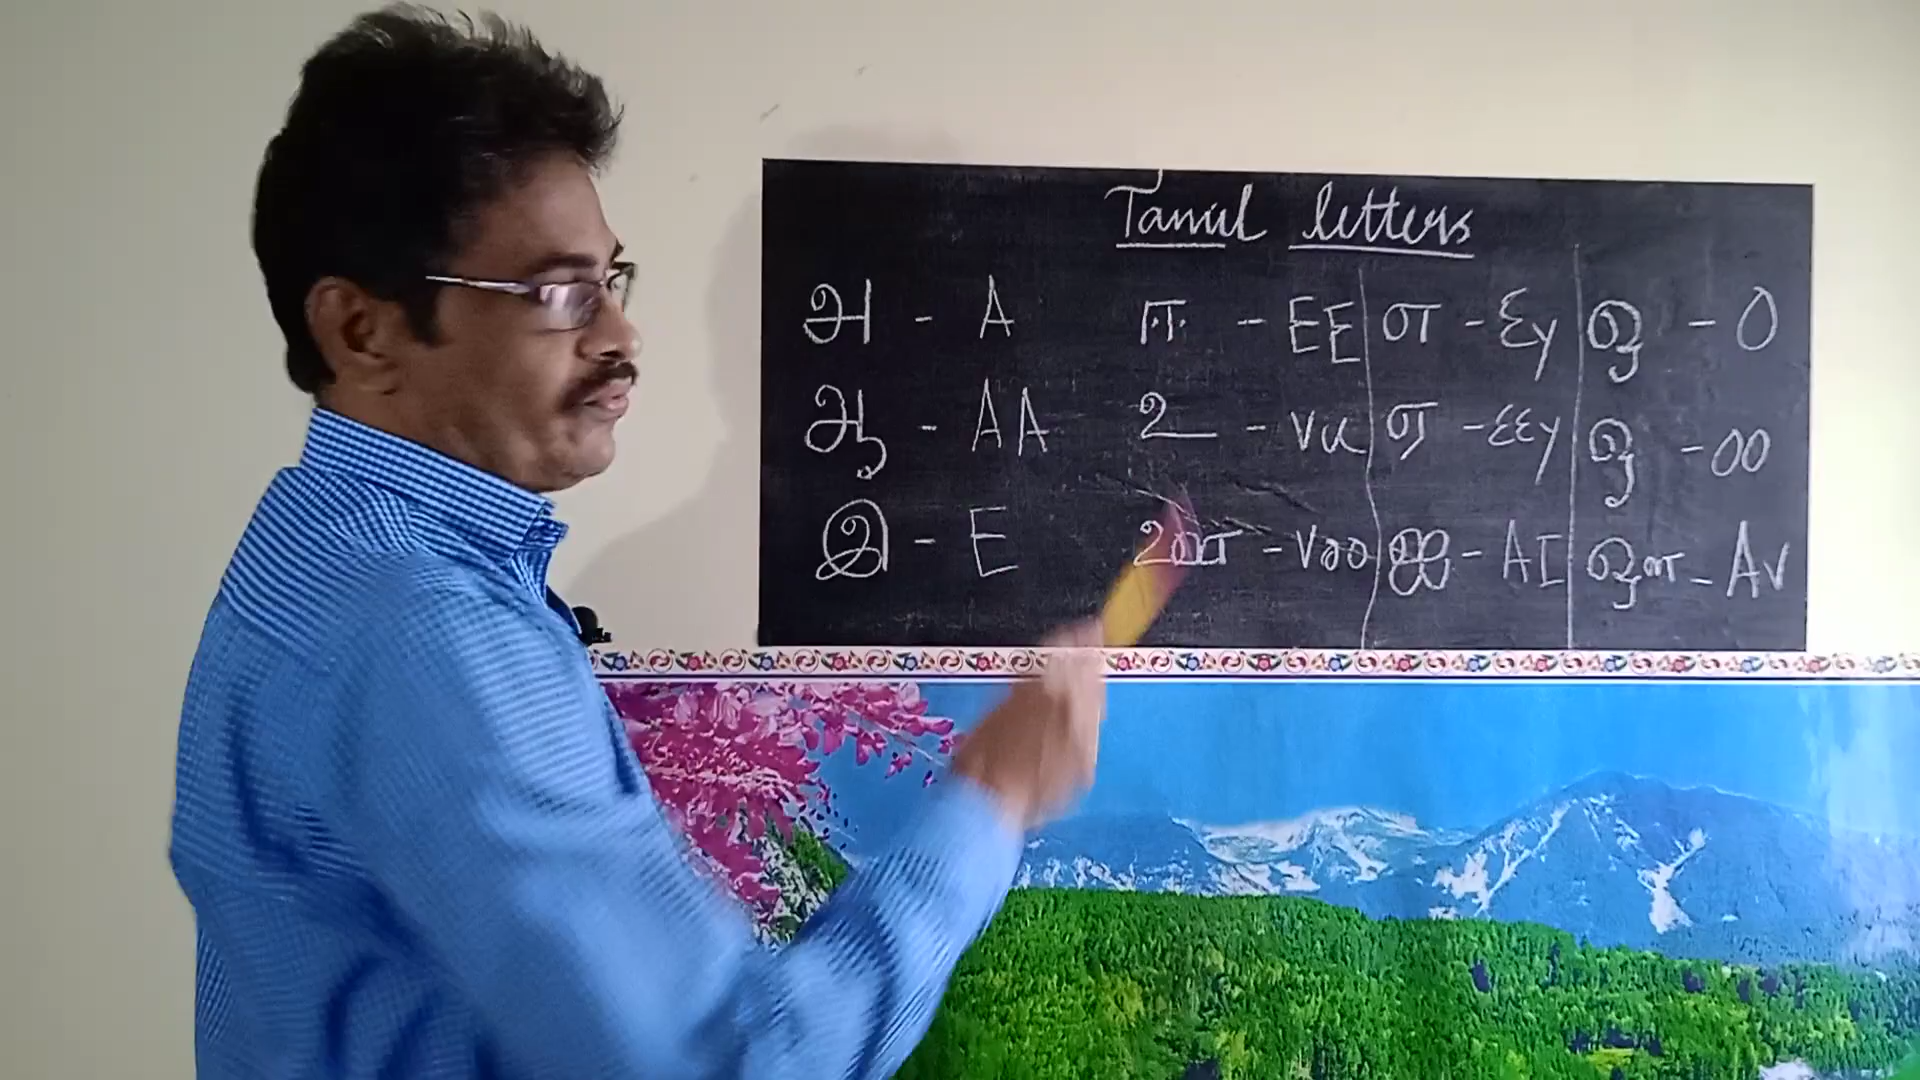 Tamil letters
அ - A ஈ - EE எ - Ey ஒ - O
ஆ - AA உ - VU ஏ - EEy ஓ - OO
இ - E ஊ - Voo ஐ - AI ஔ - AV